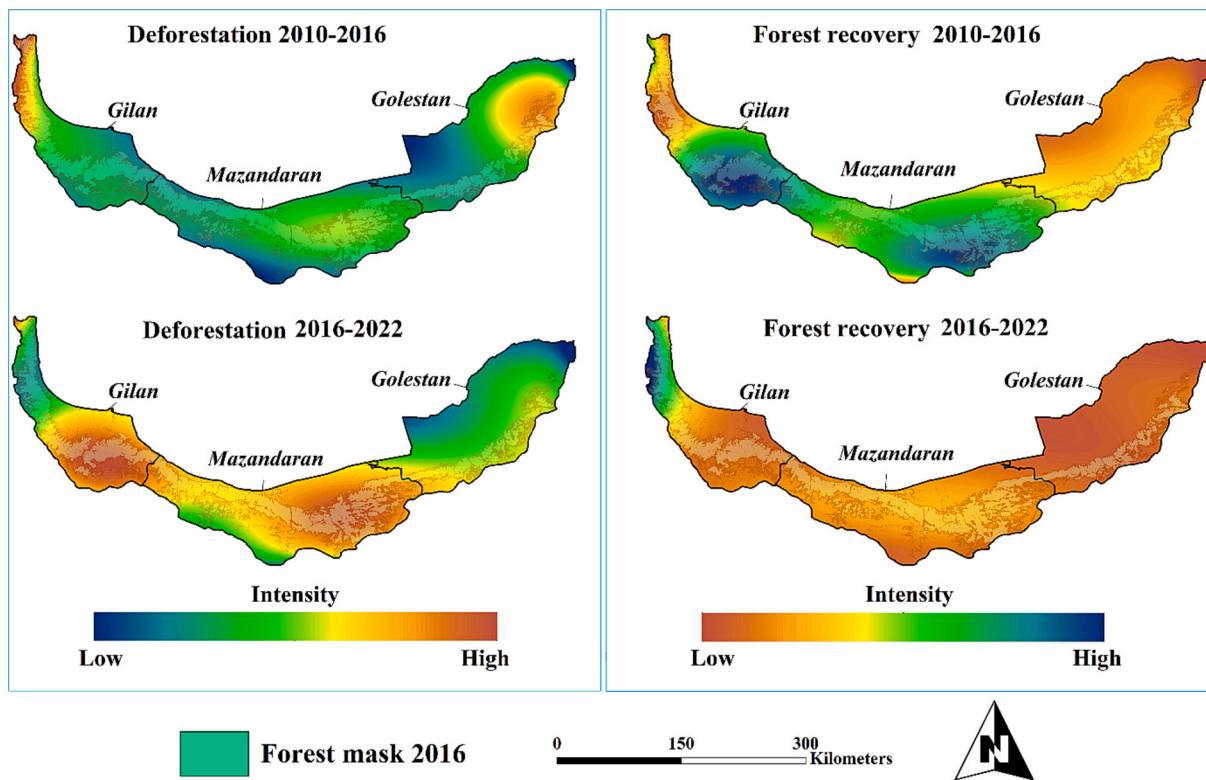 Deforestation 2010-2016
Gilan
Golestan
Mazandaran
Deforestation 2016-2022
Gilan
Golestan
Mazandaran
Intensity
Low High
Forest recovery 2010-2016
Gilan
Golestan
Mazandaran
Forest recovery 2016-2022
Gilan
Golestan
Mazandaran
Intensity
Low High
Forest mask 2016
0 150 300
Kilometers
N